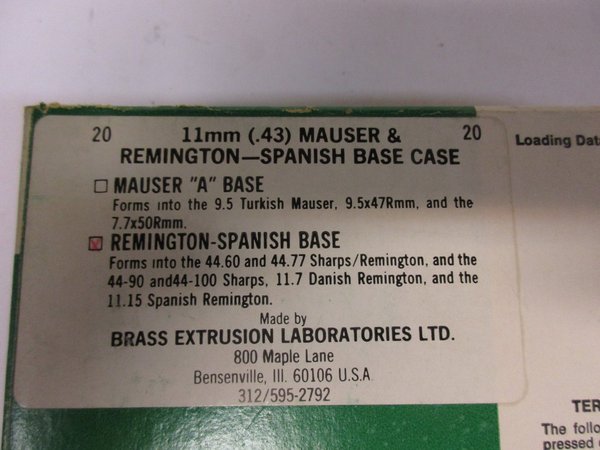 20 11mm (.43) MAUSER & 20
REMINGTON—SPANISH BASE CASE
MAUSER "A" BASE
Forms into the 9.5 Turkish Mauser, 9.5x47Rmm, and the
7.7x50Rmm.
REMINGTON-SPANISH BASE
Forms into the 44.60 and 44.77 Sharps/Remington, and the
44-90 and44-100 Sharps, 11.7 Danish Remington, and the
11.15 Spanish Remington.
Made by
BRASS EXTRUSION LABORATORIES LTD.
800 Maple Lane
Bensenville, Ill. 60106 U.S.A
312/595-2792
Loading Dat
TER
The follo
pressed